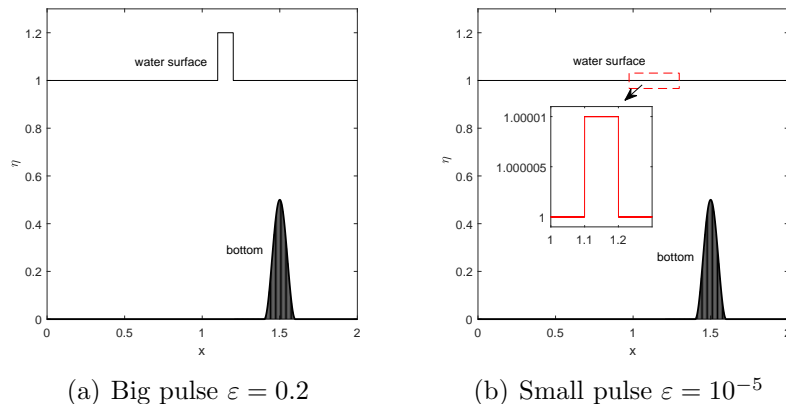 1.2
water surface
1
0.8
η
0.6
0.4
bottom
0.2
0
0 0.5 1 1.5 2
x
(a) Big pulse ε = 0.2
1.2
water surface
1
1.00001
1.000005
1
1 1.1 1.2
0.8
η
0.6
0.4
bottom
0.2
0
0 0.5 1 1.5 2
x
(b) Small pulse ε = 10⁻⁵